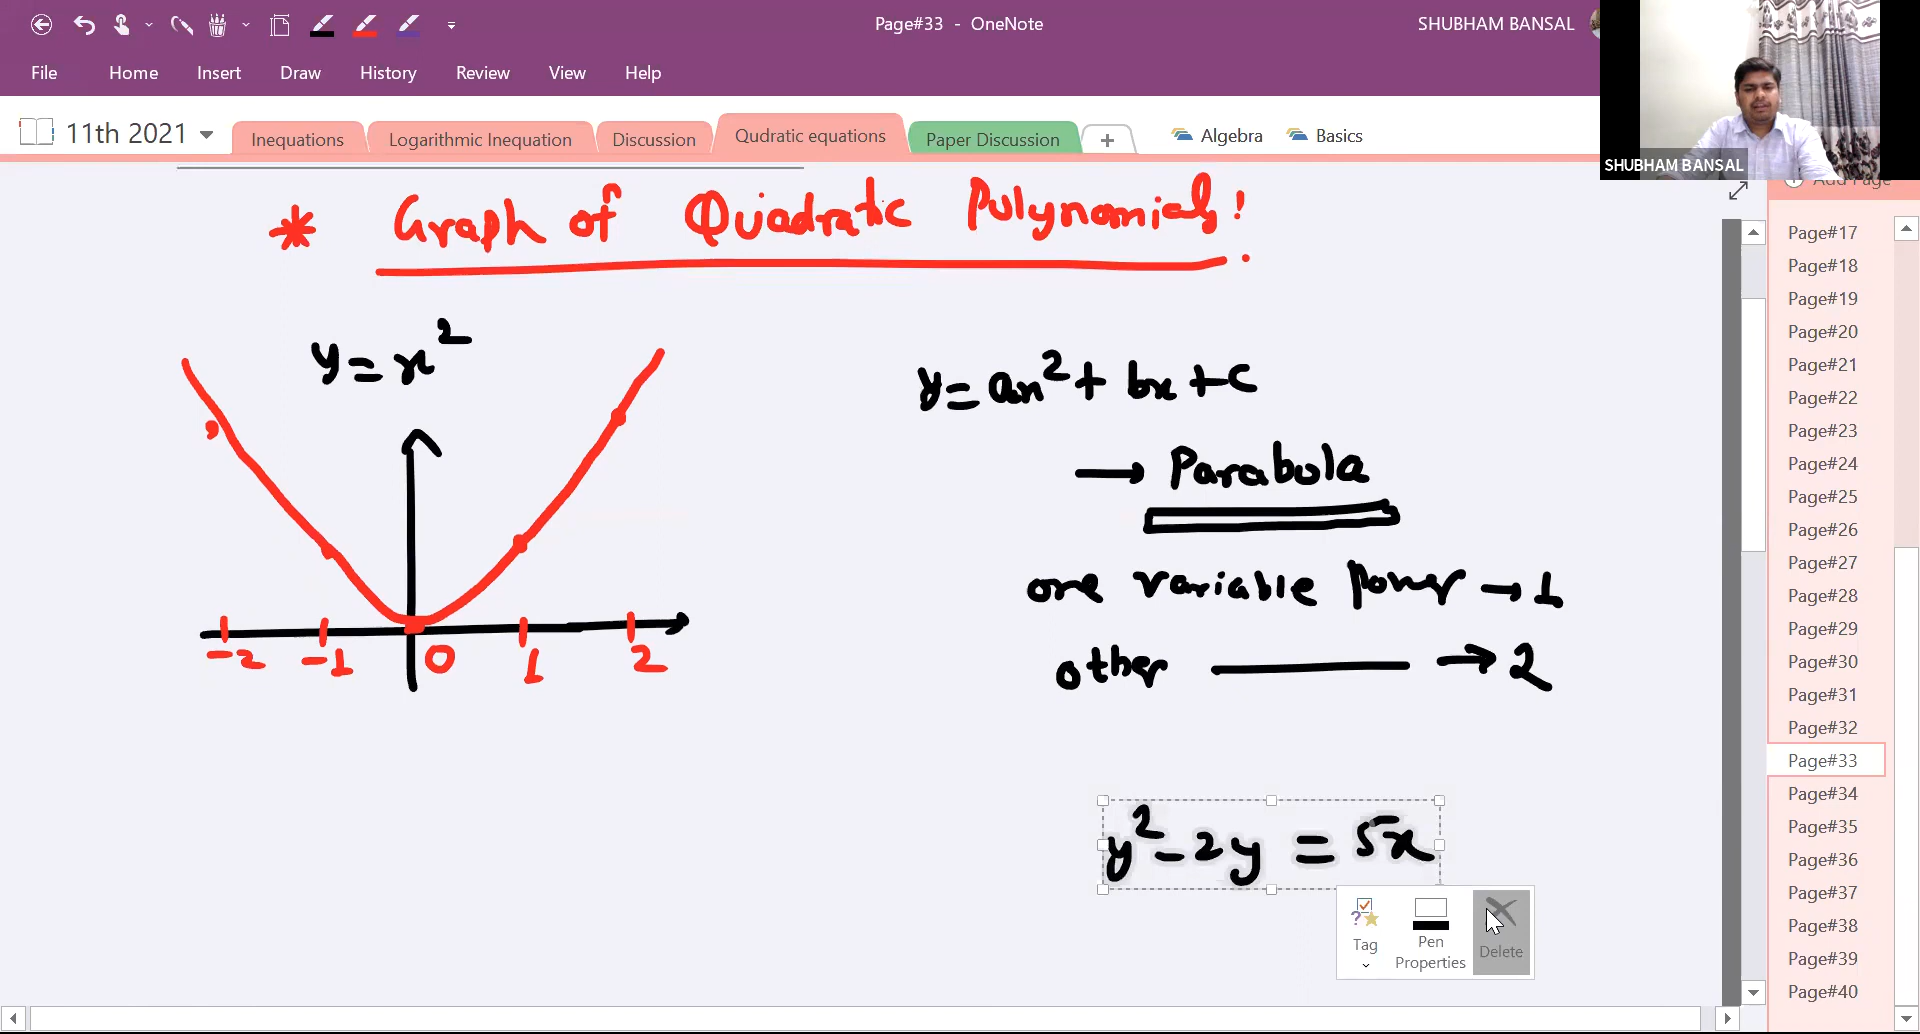 Page#33 - OneNote
SHUBHAM BANSAL
File Home Insert Draw History Review View Help
11th 2021
Inequations
Logarithmic Inequation
Discussion
Qudratic equations
Paper Discussion
+
Algebra
Basics
SHUBHAM BANSAL
Add Page
* Graph of Quadratic Polynomials:
y = x²
-2 -1 0 1 2
y = ax² + bx + c
→ Parabola
one variable power → 1
other ——— → 2
y² - 2y = 5x
Tag
Pen Properties
Delete
Page#17
Page#18
Page#19
Page#20
Page#21
Page#22
Page#23
Page#24
Page#25
Page#26
Page#27
Page#28
Page#29
Page#30
Page#31
Page#32
Page#33
Page#34
Page#35
Page#36
Page#37
Page#38
Page#39
Page#40